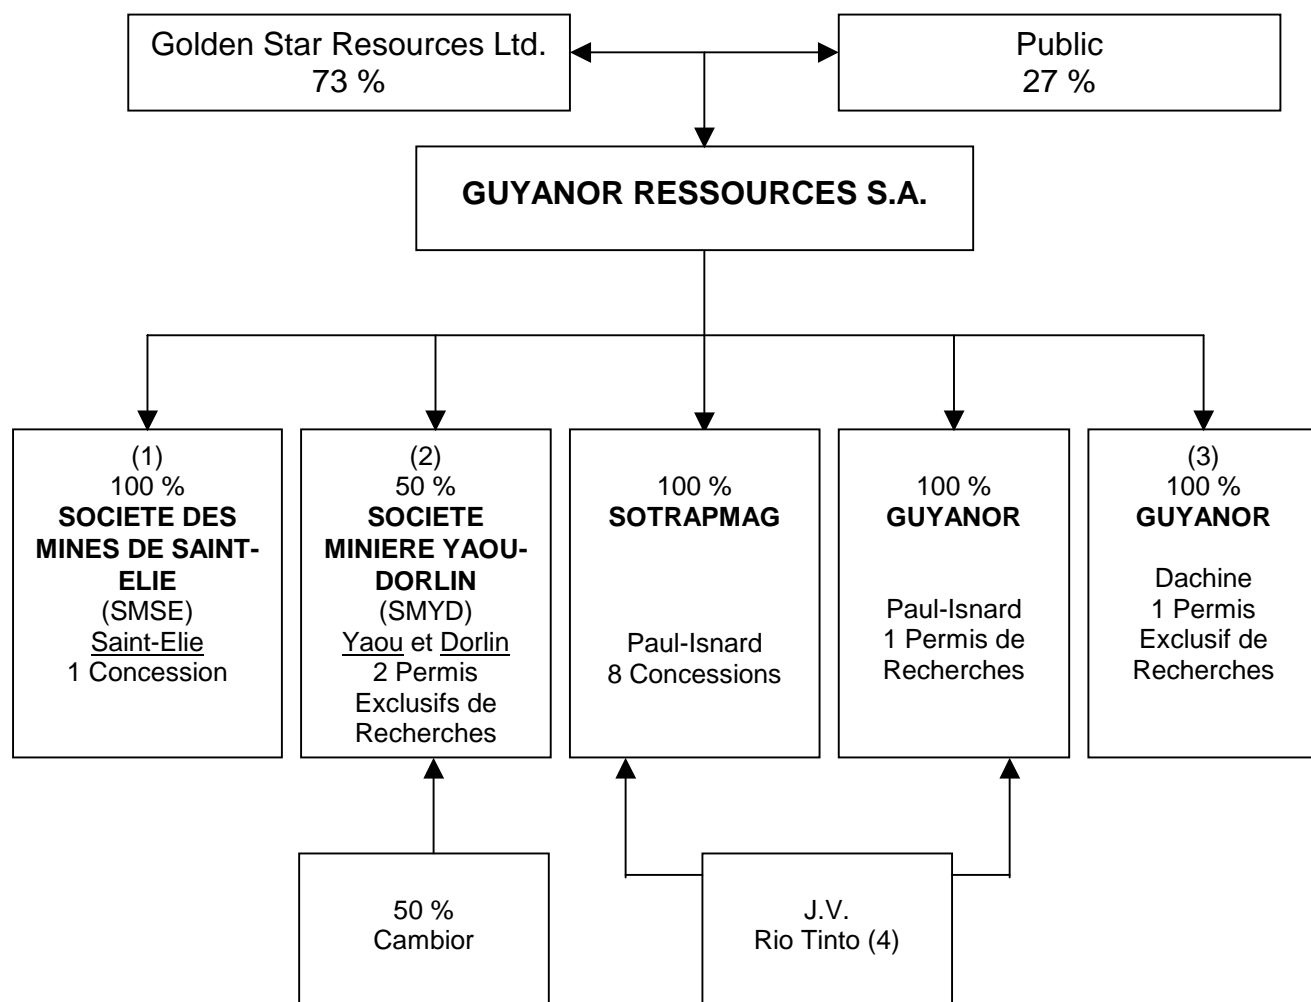 Golden Star Resources Ltd.
73 %
Public
27 %
GUYANOR RESSOURCES S.A.
(1)
100 %
SOCIETE DES
MINES DE SAINT-
ELIE
(SMSE)
Saint-Elie
1 Concession
(2)
50 %
SOCIETE
MINIERE YAOU-
DORLIN
(SMYD)
Yaou et Dorlin
2 Permis
Exclusifs de
Recherches
100 %
SOTRAPMAG
Paul-Isnard
8 Concessions
100 %
GUYANOR
Paul-Isnard
1 Permis de
Recherches
(3)
100 %
GUYANOR
Dachine
1 Permis
Exclusif de
Recherches
50 %
Cambior
J.V.
Rio Tinto (4)